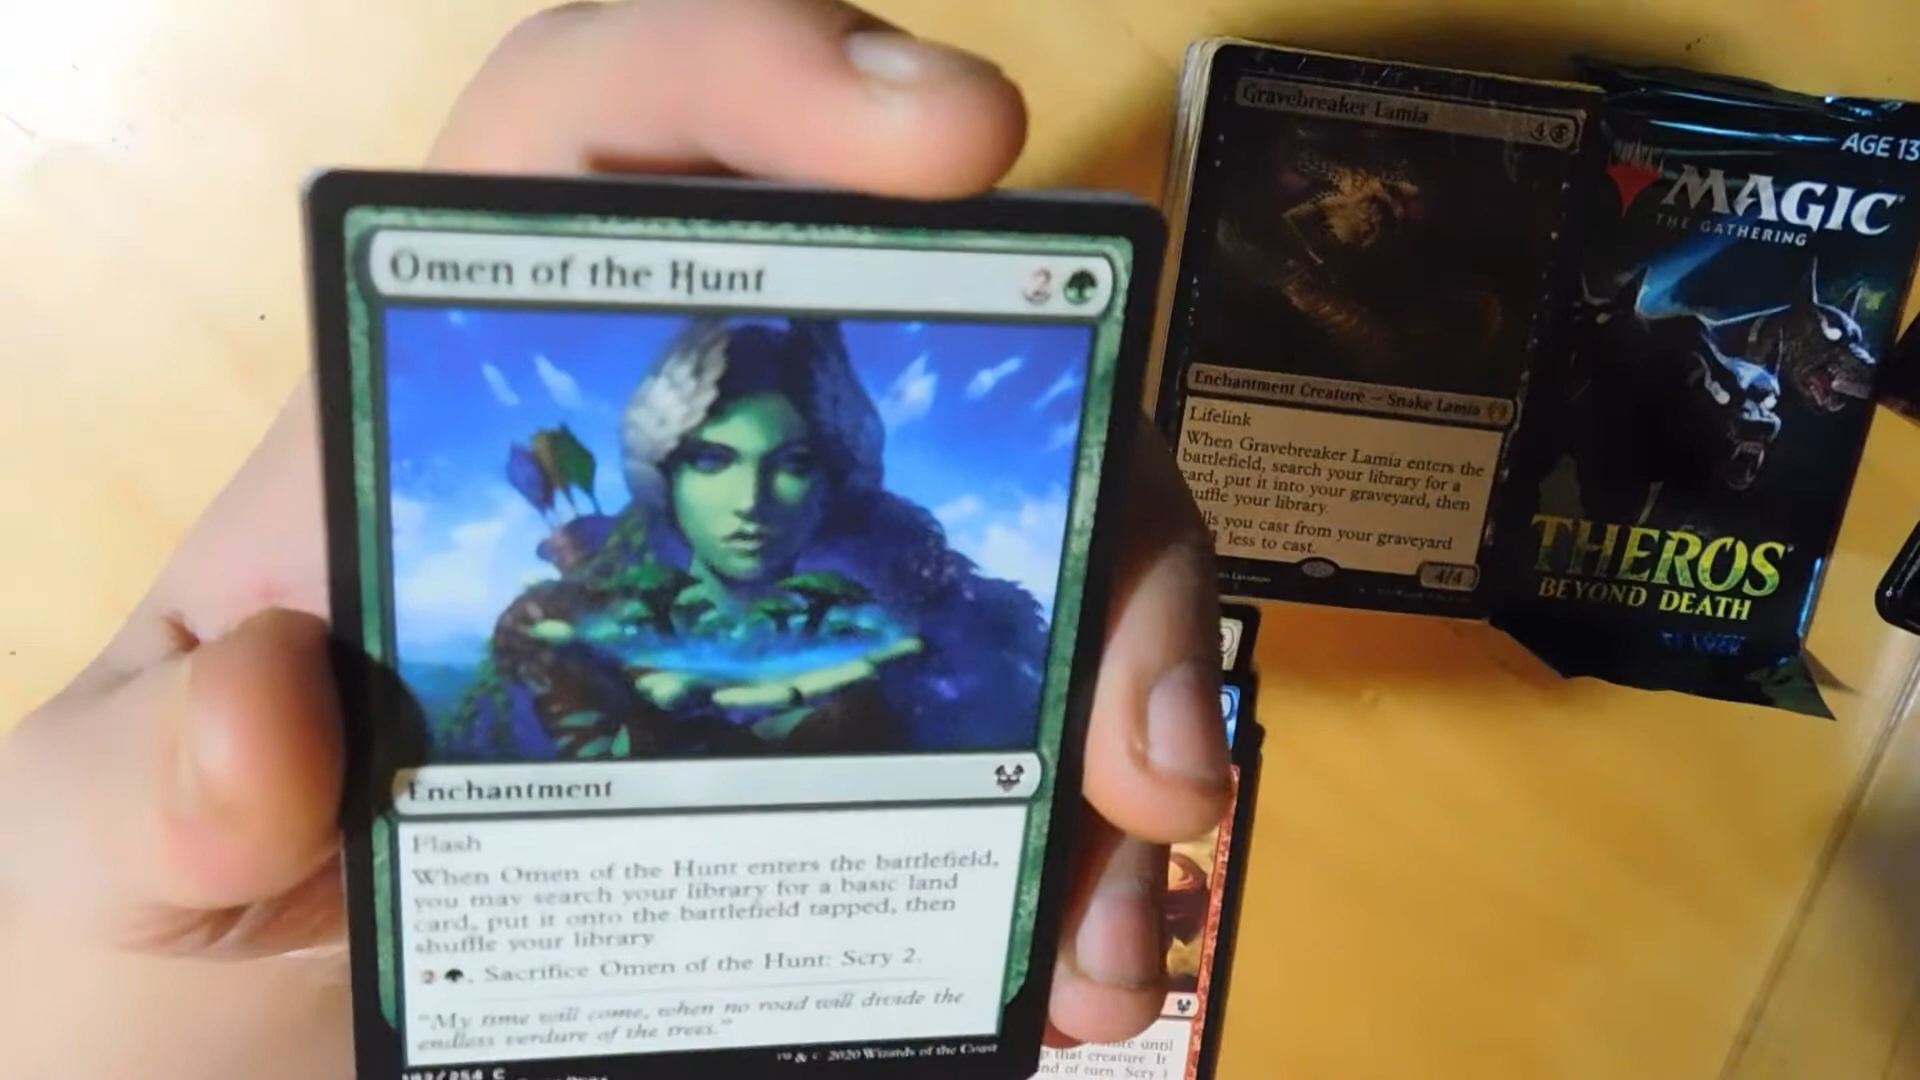 Omen of the Hunt
2
Enchantment
Flash
When Omen of the Hunt enters the battlefield,
you may search your library for a basic land
card, put it onto the battlefield tapped, then
shuffle your library.
2 , Sacrifice Omen of the Hunt: Scry 2.
"My time will come, when no road will divide the
endless verdure of the trees."
™ & © 2020 Wizards of the Coast
Gravebreaker Lamia
4
Enchantment Creature — Snake Lamia
Lifelink
When Gravebreaker Lamia enters the
battlefield, search your library for a
card, put it into your graveyard, then
shuffle your library.
you cast from your graveyard
less to cast.
4/4
AGE 13
MAGIC
THE GATHERING
THEROS
BEYOND DEATH
until
that creature. It
end of turn. Scry 1